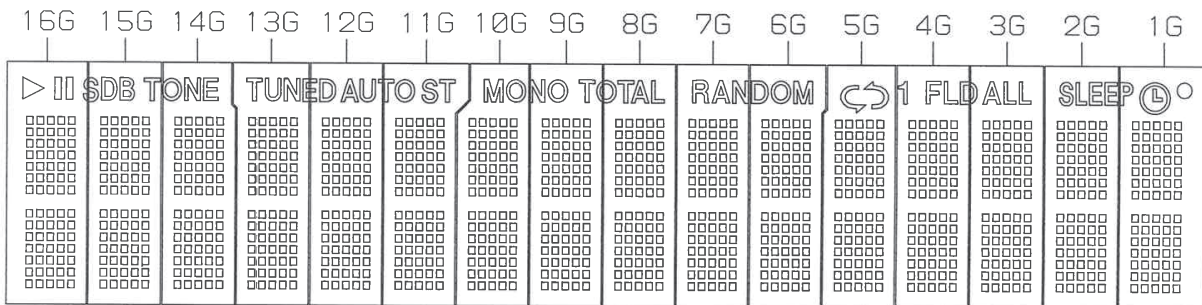 16G 15G 14G 13G 12G 11G 10G 9G 8G 7G 6G 5G 4G 3G 2G 1G
SDB TONE TUNED AUTO ST MONO TOTAL RANDOM 1 FLD ALL SLEEP